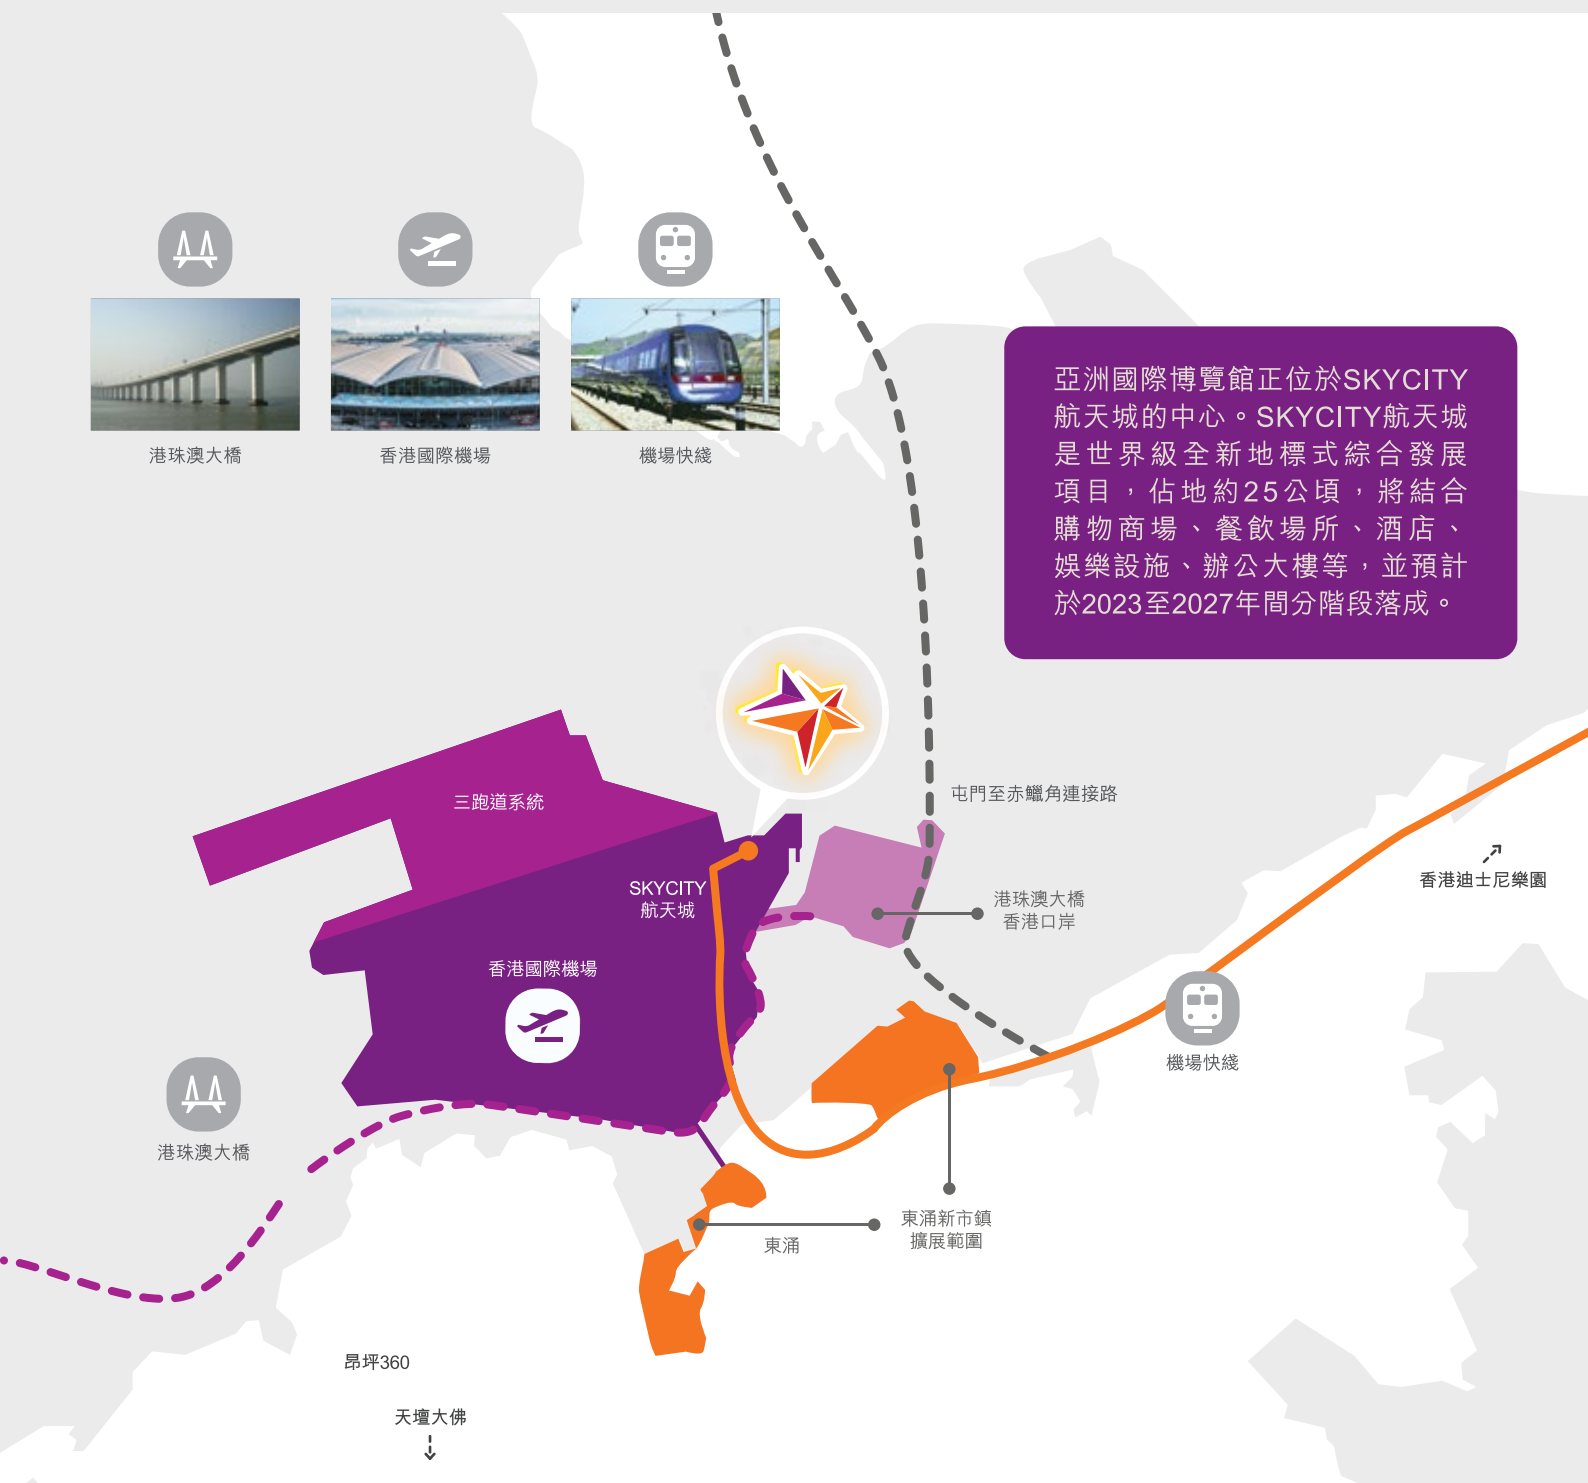 港珠澳大橋
香港國際機場
機場快綫
亞洲國際博覽館正位於SKYCITY
航天城的中心。SKYCITY航天城
是世界級全新地標式綜合發展
項目，佔地約25公頃，將結合
購物商場、餐飲場所、酒店、
娛樂設施、辦公大樓等，並預計
於2023至2027年間分階段落成。
三跑道系統
屯門至赤鱲角連接路
SKYCITY
航天城
港珠澳大橋
香港口岸
香港迪士尼樂園
香港國際機場
機場快綫
港珠澳大橋
東涌新市鎮
擴展範圍
東涌
昂坪360
天壇大佛